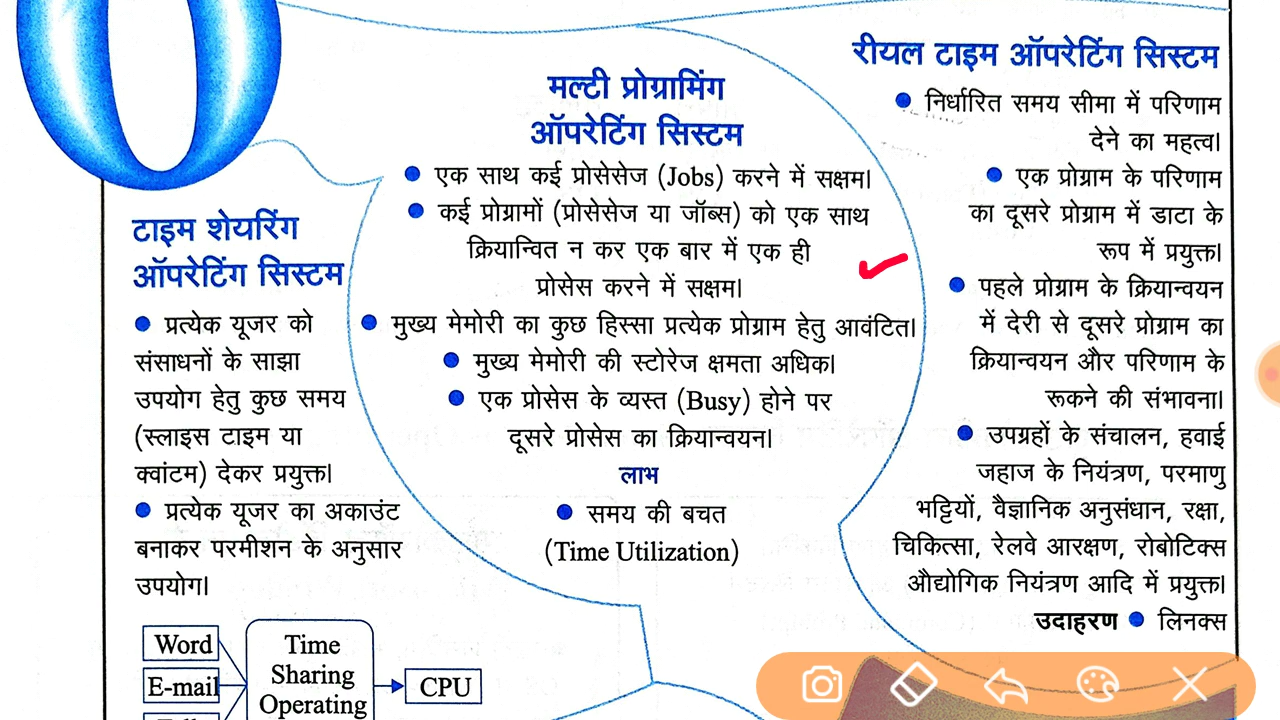 मल्टी प्रोग्रामिंग
ऑपरेटिंग सिस्टम
● एक साथ कई प्रोसेसेज (Jobs) करने में सक्षम।
● कई प्रोग्रामों (प्रोसेसेज या जॉब्स) को एक साथ
क्रियान्वित न कर एक बार में एक ही
प्रोसेस करने में सक्षम।
● मुख्य मेमोरी का कुछ हिस्सा प्रत्येक प्रोग्राम हेतु आवंटित।
● मुख्य मेमोरी की स्टोरेज क्षमता अधिक।
● एक प्रोसेस के व्यस्त (Busy) होने पर
दूसरे प्रोसेस का क्रियान्वयन।
लाभ
● समय की बचत
(Time Utilization)
टाइम शेयरिंग
ऑपरेटिंग सिस्टम
● प्रत्येक यूजर को
संसाधनों के साझा
उपयोग हेतु कुछ समय
(स्लाइस टाइम या
क्वांटम) देकर प्रयुक्त।
● प्रत्येक यूजर का अकाउंट
बनाकर परमीशन के अनुसार
उपयोग।
Word
E-mail
Time
Sharing
Operating
CPU
रीयल टाइम ऑपरेटिंग सिस्टम
● निर्धारित समय सीमा में परिणाम
देने का महत्व।
● एक प्रोग्राम के परिणाम
का दूसरे प्रोग्राम में डाटा के
रूप में प्रयुक्त।
● पहले प्रोग्राम के क्रियान्वयन
में देरी से दूसरे प्रोग्राम का
क्रियान्वयन और परिणाम के
रूकने की संभावना।
● उपग्रहों के संचालन, हवाई
जहाज के नियंत्रण, परमाणु
भट्टियों, वैज्ञानिक अनुसंधान, रक्षा,
चिकित्सा, रेलवे आरक्षण, रोबोटिक्स
औद्योगिक नियंत्रण आदि में प्रयुक्त।
उदाहरण ● लिनक्स